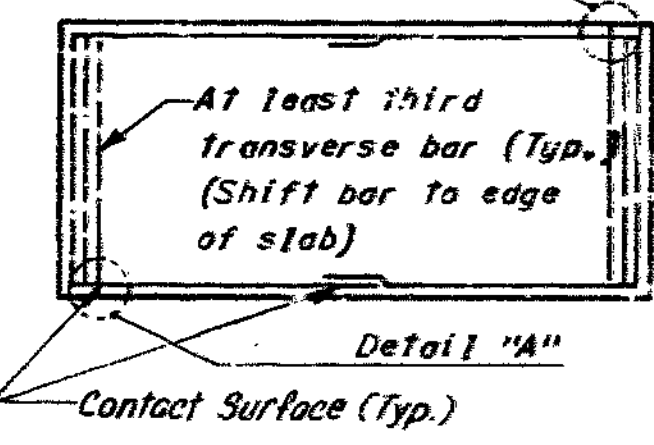 At least third
transverse bar (Typ.)
(Shift bar to edge
of slab)
Detail "A"
Contact Surface (Typ.)